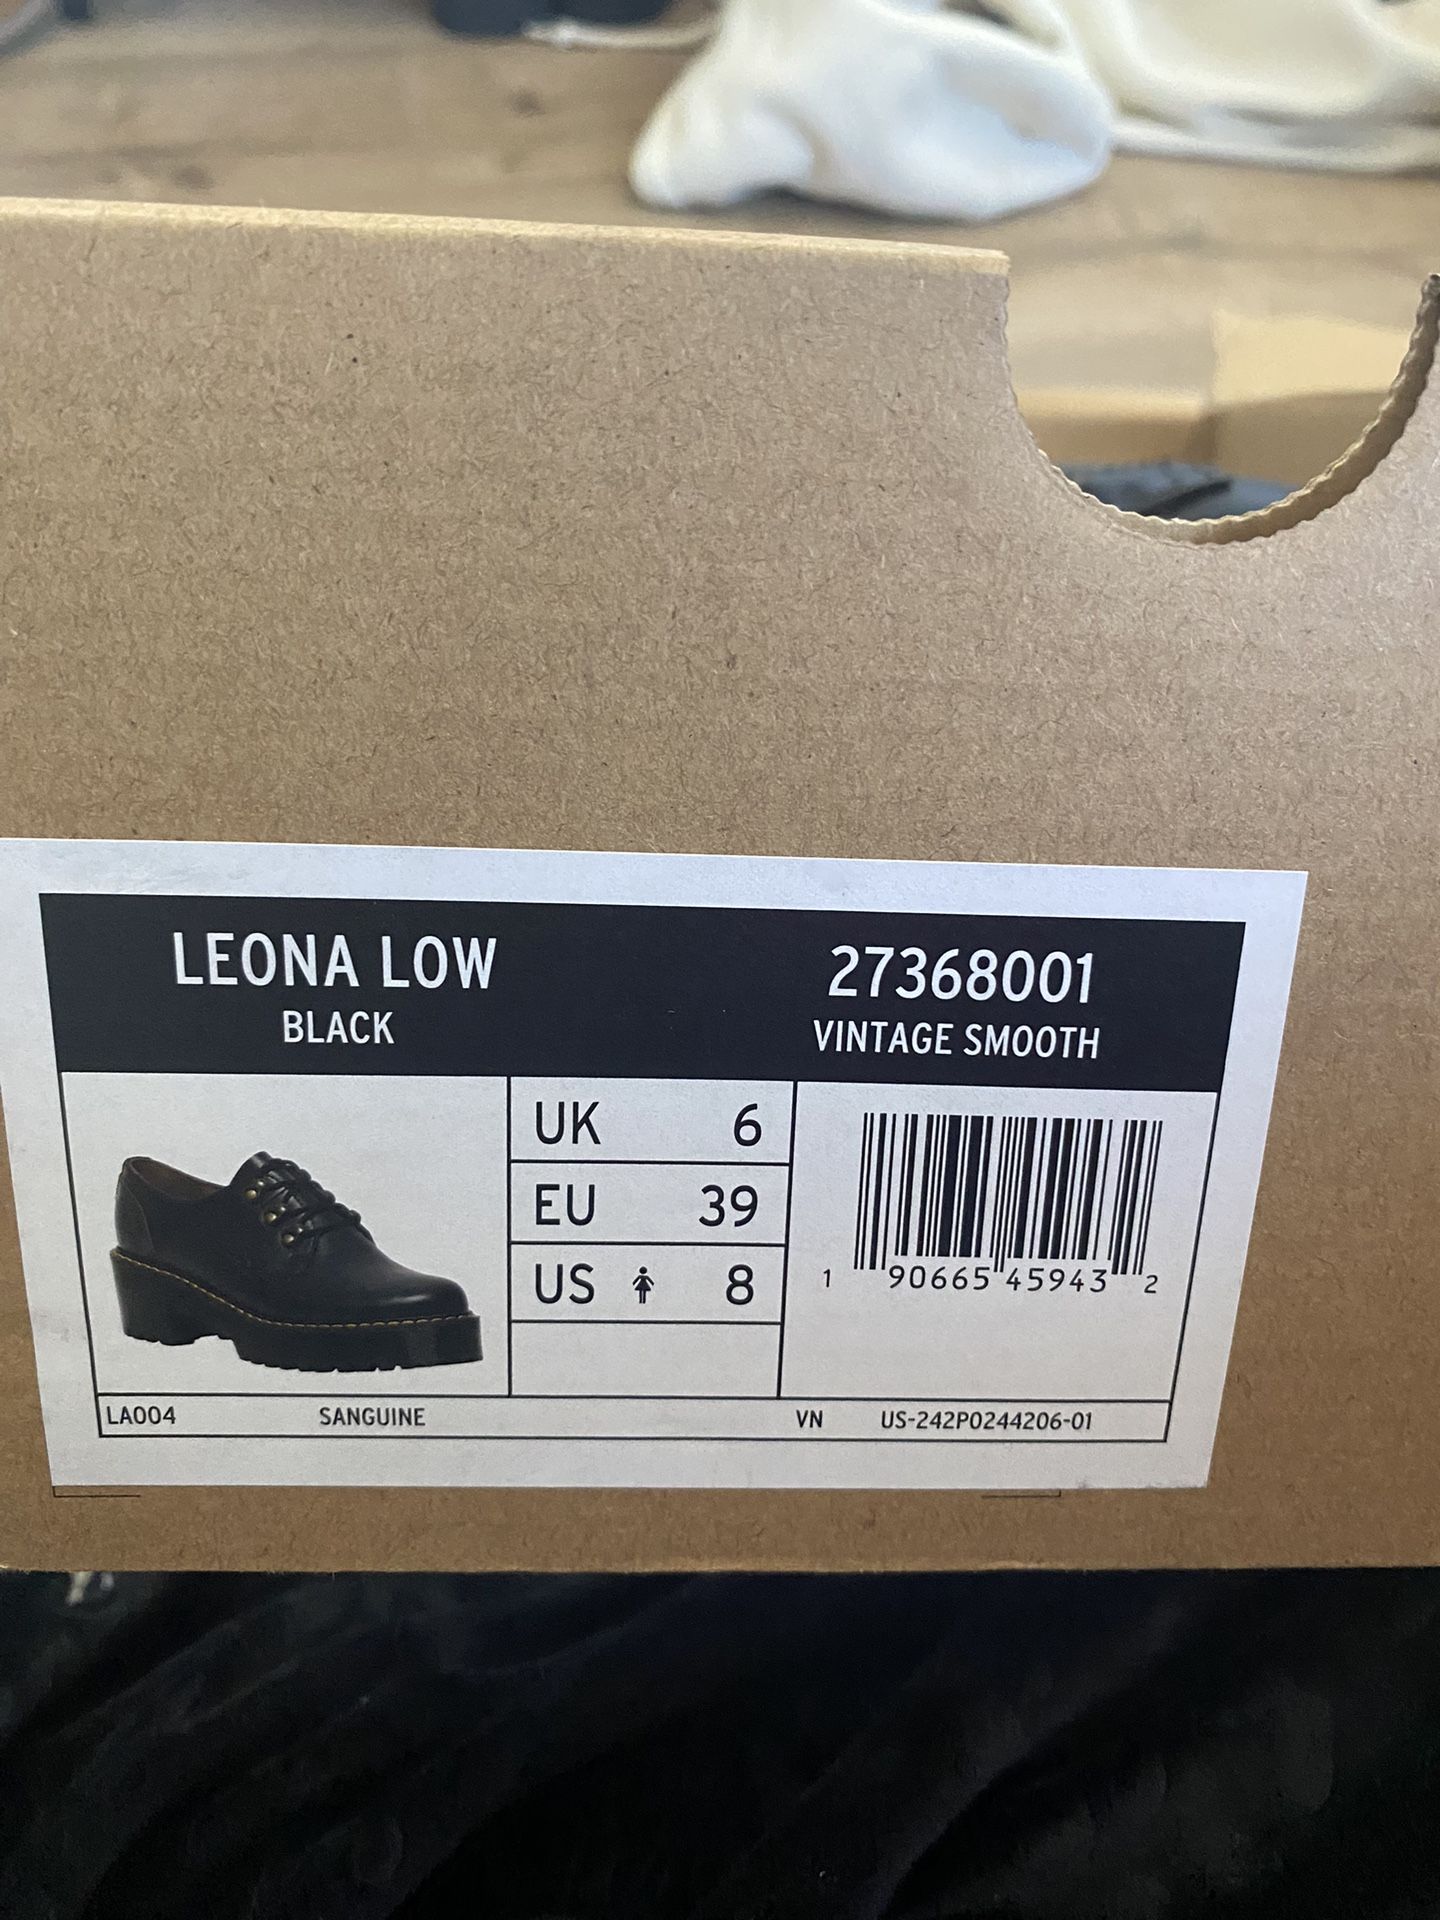 LEONA LOW
BLACK
27368001
VINTAGE SMOOTH
UK 6
EU 39
US 8
1 90665 45943 2
LA004 SANGUINE VN US-242P0244206-01